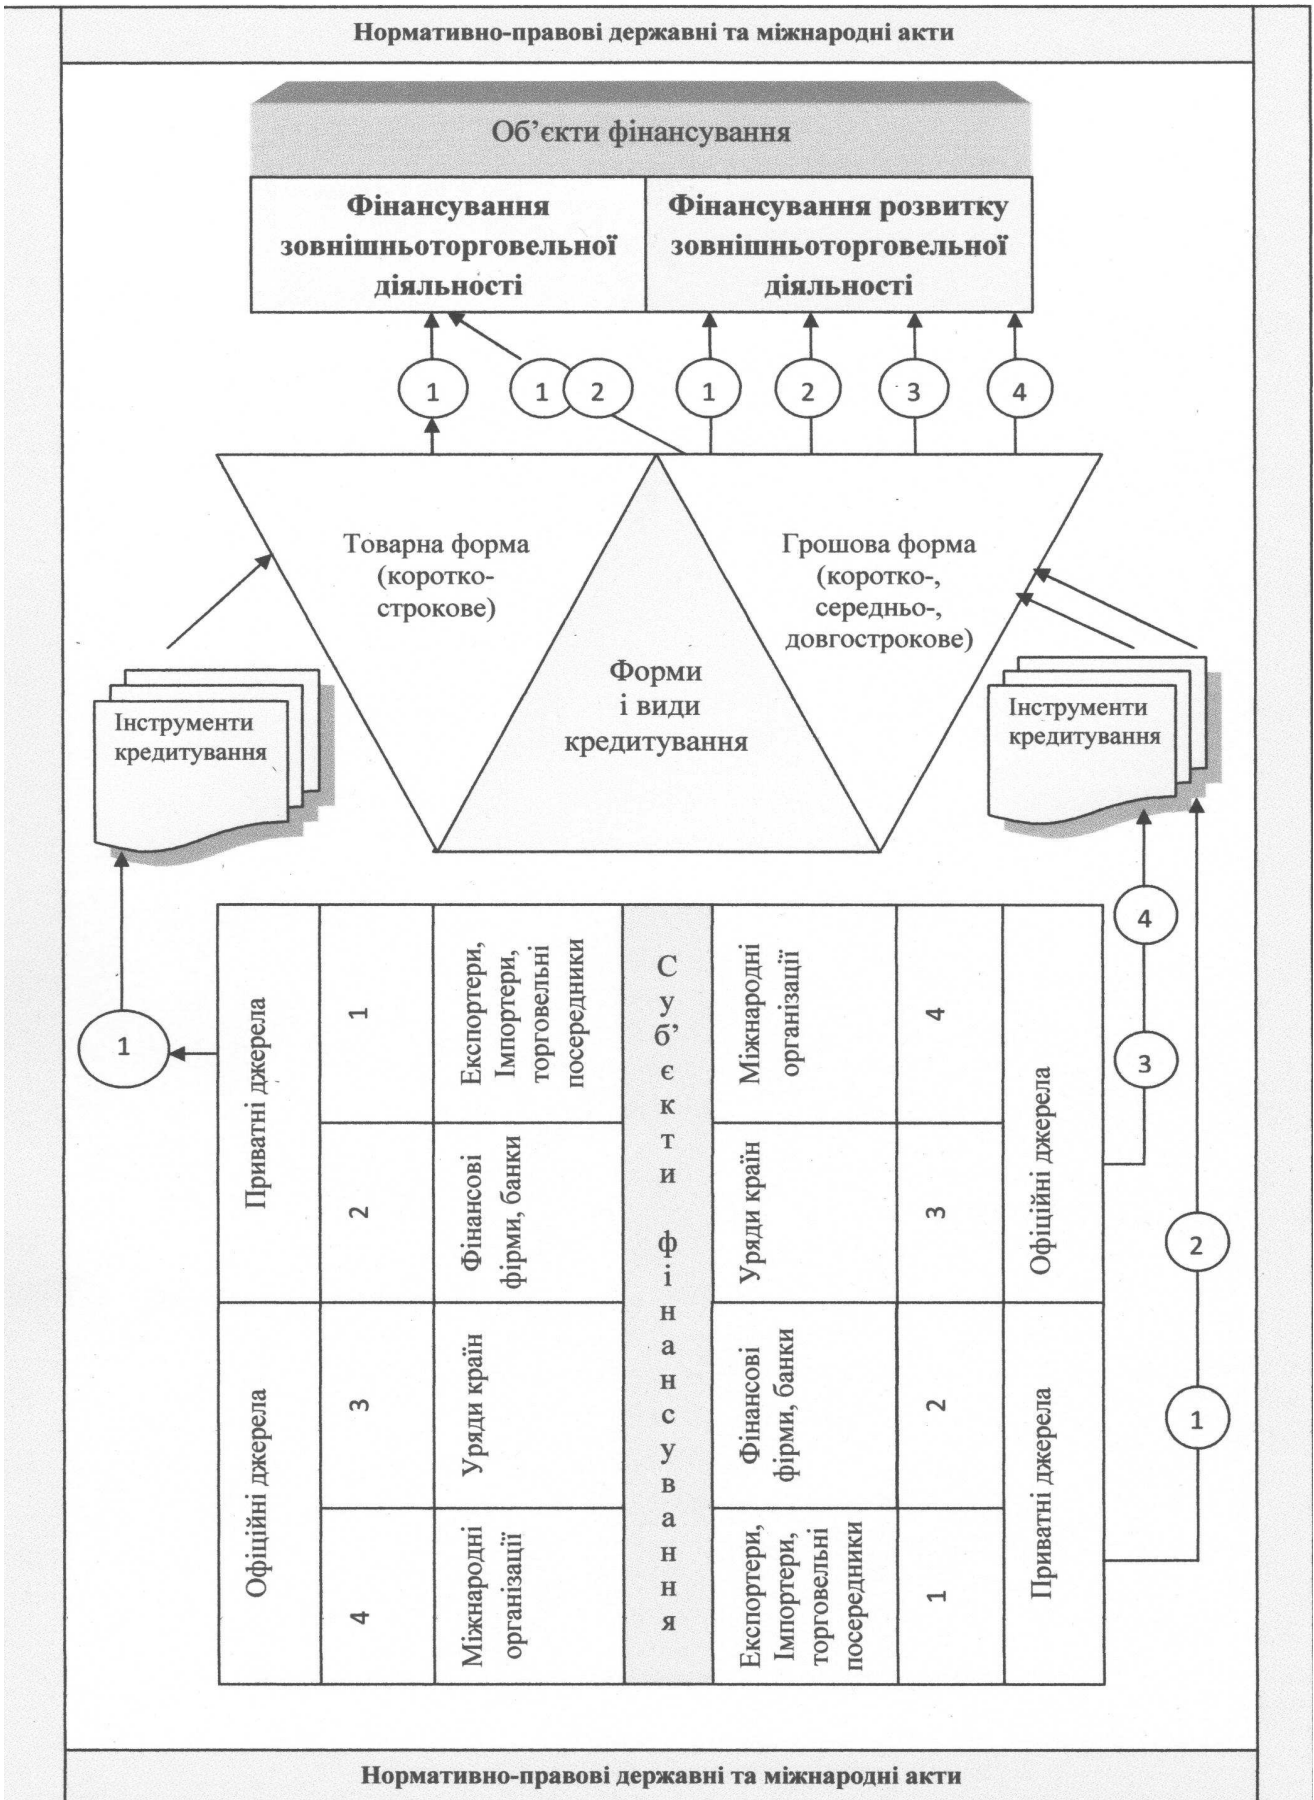 Нормативно-правові державні та міжнародні акти
Об’єкти фінансування
Фінансування
зовнішньоторговельної
діяльності
Фінансування розвитку
зовнішньоторговельної
діяльності
1
1
2
1
2
3
4
Товарна форма
(коротко-
строкове)
Грошова форма
(коротко-,
середньо-,
довгострокове)
Форми
і види
кредитування
Інструменти
кредитування
Інструменти
кредитування
1
4
3
2
1
Приватні джерела
1
Експортери,
Імпортери,
торговельні
посередники
2
Фінансові
фірми, банки
Офіційні джерела
3
Уряди країн
4
Міжнародні
організації
Суб’єкти фінансування
Міжнародні
організації
4
Офіційні джерела
Уряди країн
3
Фінансові
фірми, банки
2
Приватні джерела
Експортери,
Імпортери,
торговельні
посередники
1
Нормативно-правові державні та міжнародні акти